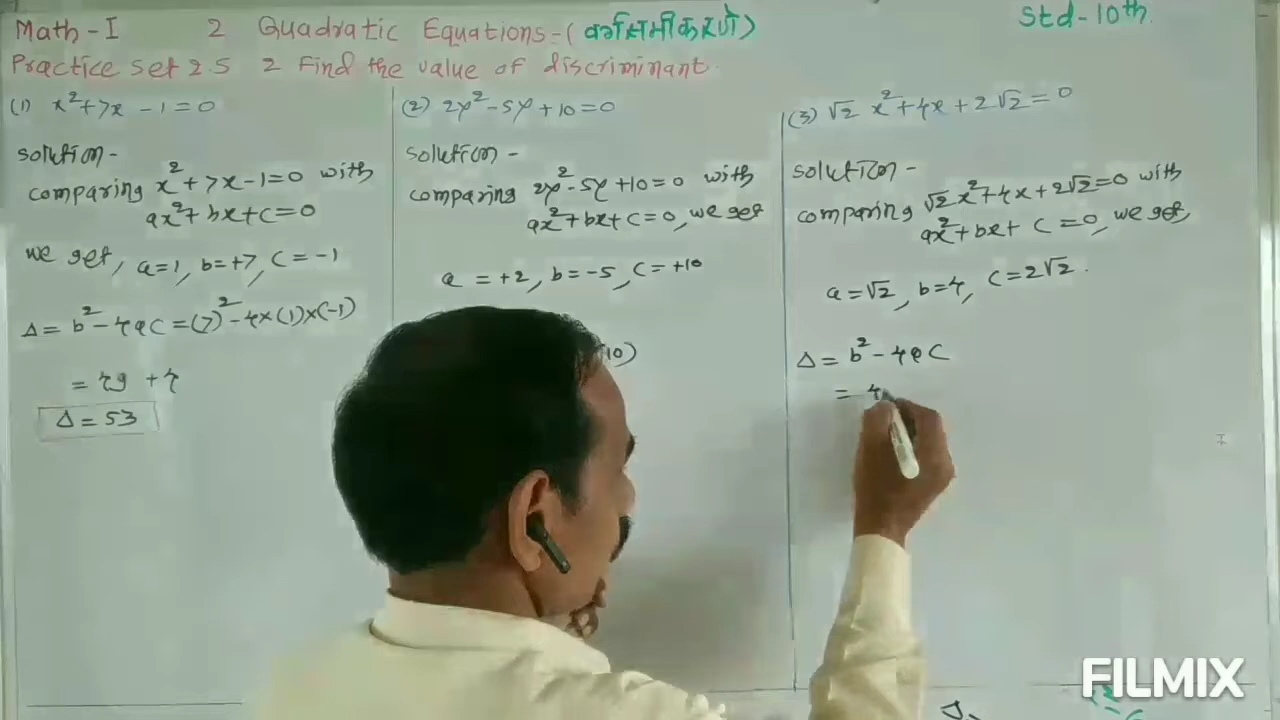 Math-I 2 Quadratic Equations-(वर्गसमीकरणे) Std-10th.
Practice set 2.5 2 Find the value of discriminant.
(1) x²+7x-1=0
solution-
comparing x²+7x-1=0 with
ax²+bx+c=0
we get, a=1, b=+7, c=-1
Δ= b²-4ac=(7)²-4×(1)×(-1)
= 49 +4
Δ=53
(2) 2y²-5y+10=0
solution-
comparing 2y²-5y+10=0 with
ax²+bx+c=0, we get
a=+2, b=-5, c=+10
10)
(3) √2 x²+4x+2√2=0
solution-
comparing √2x²+4x+2√2=0 with
ax²+bx+c=0, we get,
a=√2, b=4, c=2√2.
Δ= b²-4ac
= 4
Δ=
FILMIX